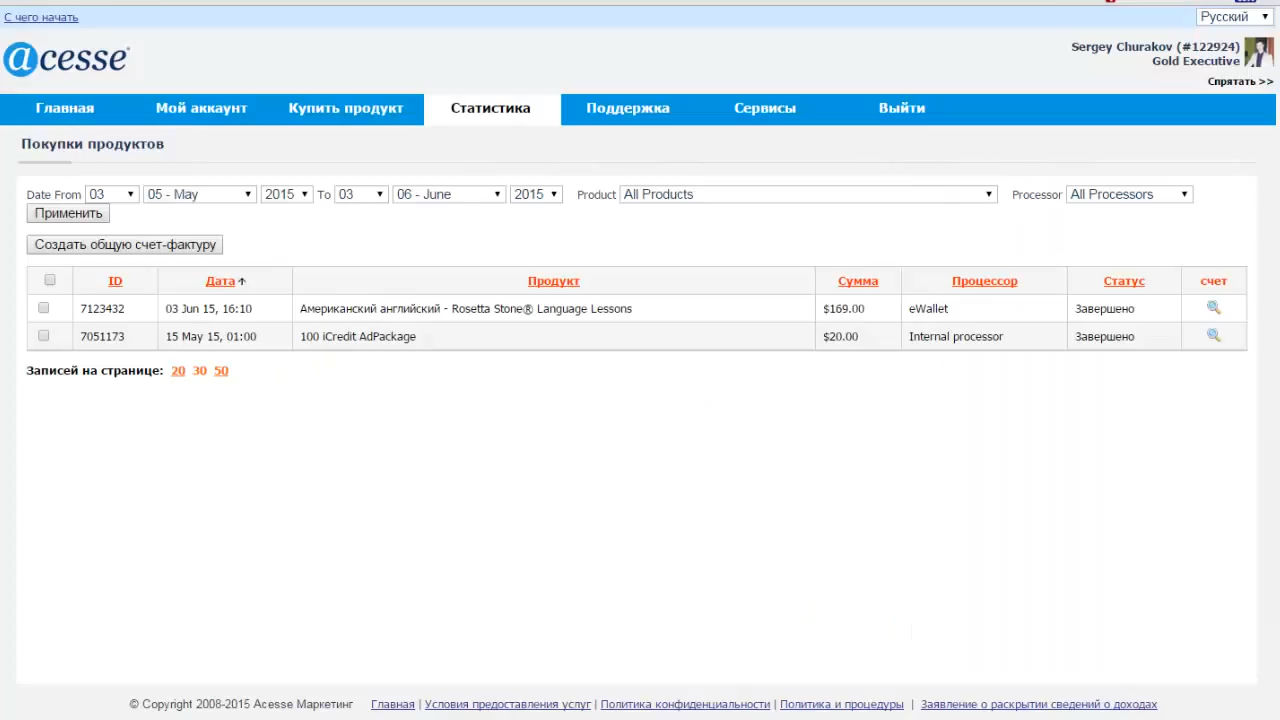 С чего начать
Русский
acesse
Sergey Churakov (#122924)
Gold Executive
Спрятать >>
Главная Мой аккаунт Купить продукт Статистика Поддержка Сервисы Выйти
Покупки продуктов
Date From 03 05 - May 2015 To 03 06 - June 2015 Product All Products Processor All Processors
Применить
Создать общую счет-фактуру
ID Дата Продукт Сумма Процессор Статус счет
7123432 03 Jun 15, 16:10 Американский английский - Rosetta Stone® Language Lessons $169.00 eWallet Завершено
7051173 15 May 15, 01:00 100 iCredit AdPackage $20.00 Internal processor Завершено
Записей на странице: 20 30 50
© Copyright 2008-2015 Acesse Маркетинг Главная | Условия предоставления услуг | Политика конфиденциальности | Политика и процедуры | Заявление о раскрытии сведений о доходах